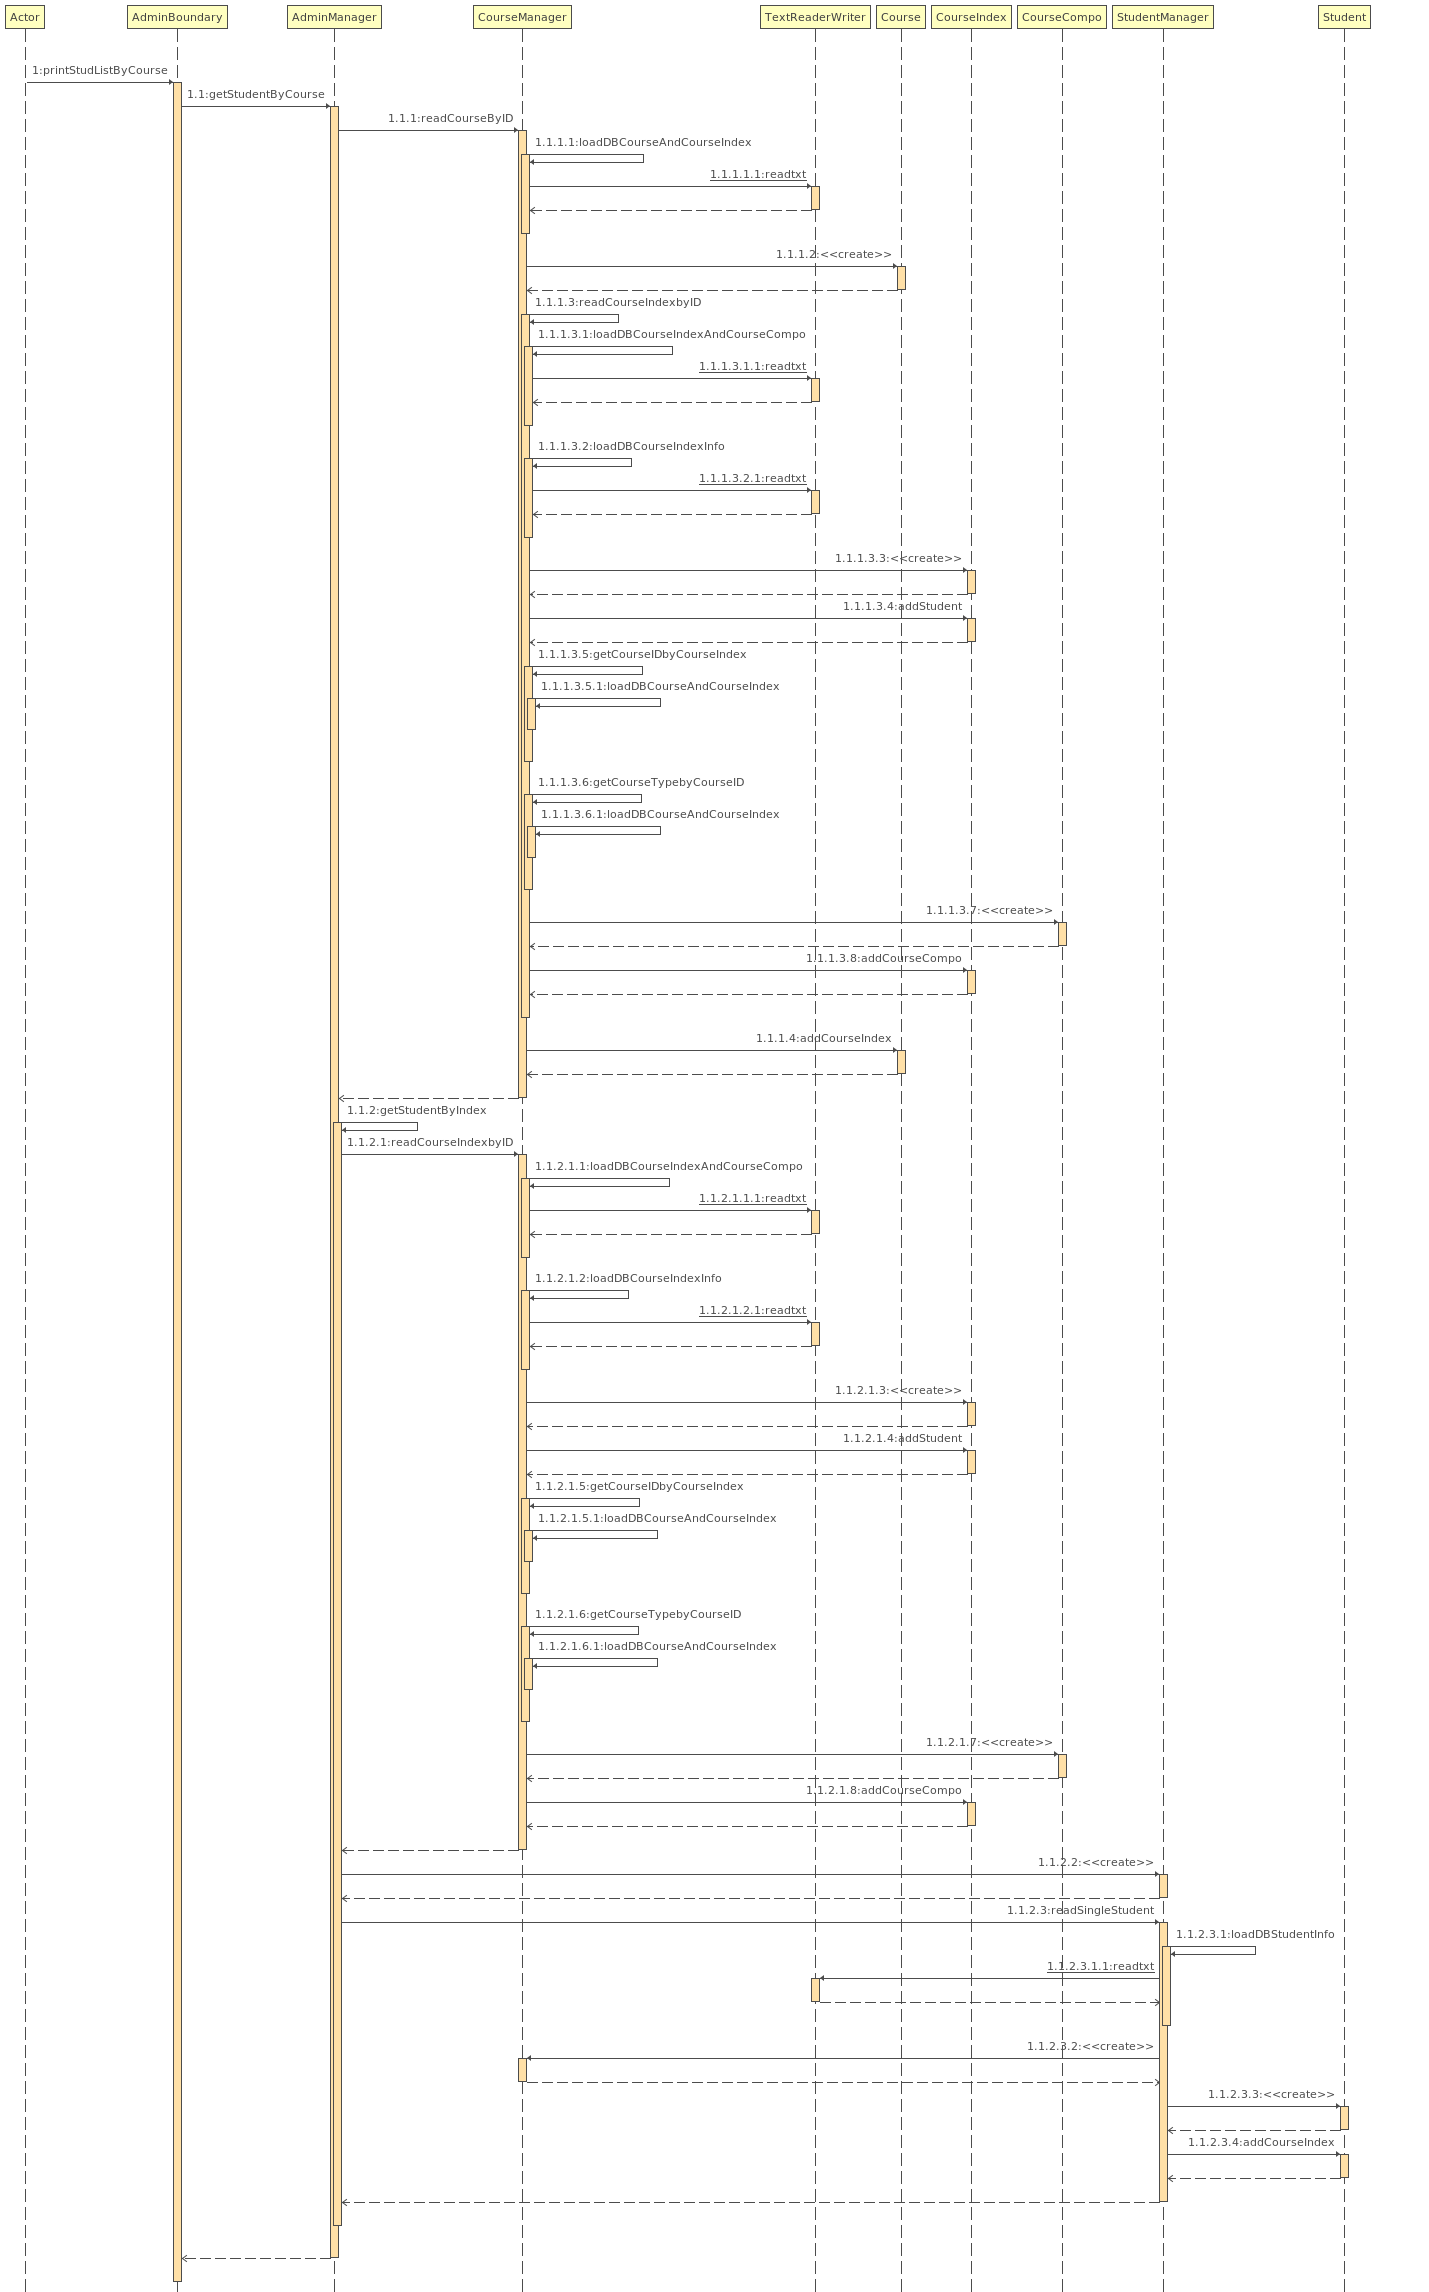 Actor
AdminBoundary
AdminManager
CourseManager
TextReaderWriter
Course
CourseIndex
CourseCompo
StudentManager
Student
1:printStudListByCourse
1.1:getStudentByCourse
1.1.1:readCourseByID
1.1.1.1:loadDBCourseAndCourseIndex
1.1.1.1.1:readtxt
1.1.1.2:<<create>>
1.1.1.3:readCourseIndexbyID
1.1.1.3.1:loadDBCourseIndexAndCourseCompo
1.1.1.3.1.1:readtxt
1.1.1.3.2:loadDBCourseIndexInfo
1.1.1.3.2.1:readtxt
1.1.1.3.3:<<create>>
1.1.1.3.4:addStudent
1.1.1.3.5:getCourseIDbyCourseIndex
1.1.1.3.5.1:loadDBCourseAndCourseIndex
1.1.1.3.6:getCourseTypebyCourseID
1.1.1.3.6.1:loadDBCourseAndCourseIndex
1.1.1.3.7:<<create>>
1.1.1.3.8:addCourseCompo
1.1.1.4:addCourseIndex
1.1.2:getStudentByIndex
1.1.2.1:readCourseIndexbyID
1.1.2.1.1:loadDBCourseIndexAndCourseCompo
1.1.2.1.1.1:readtxt
1.1.2.1.2:loadDBCourseIndexInfo
1.1.2.1.2.1:readtxt
1.1.2.1.3:<<create>>
1.1.2.1.4:addStudent
1.1.2.1.5:getCourseIDbyCourseIndex
1.1.2.1.5.1:loadDBCourseAndCourseIndex
1.1.2.1.6:getCourseTypebyCourseID
1.1.2.1.6.1:loadDBCourseAndCourseIndex
1.1.2.1.7:<<create>>
1.1.2.1.8:addCourseCompo
1.1.2.2:<<create>>
1.1.2.3:readSingleStudent
1.1.2.3.1:loadDBStudentInfo
1.1.2.3.1.1:readtxt
1.1.2.3.2:<<create>>
1.1.2.3.3:<<create>>
1.1.2.3.4:addCourseIndex